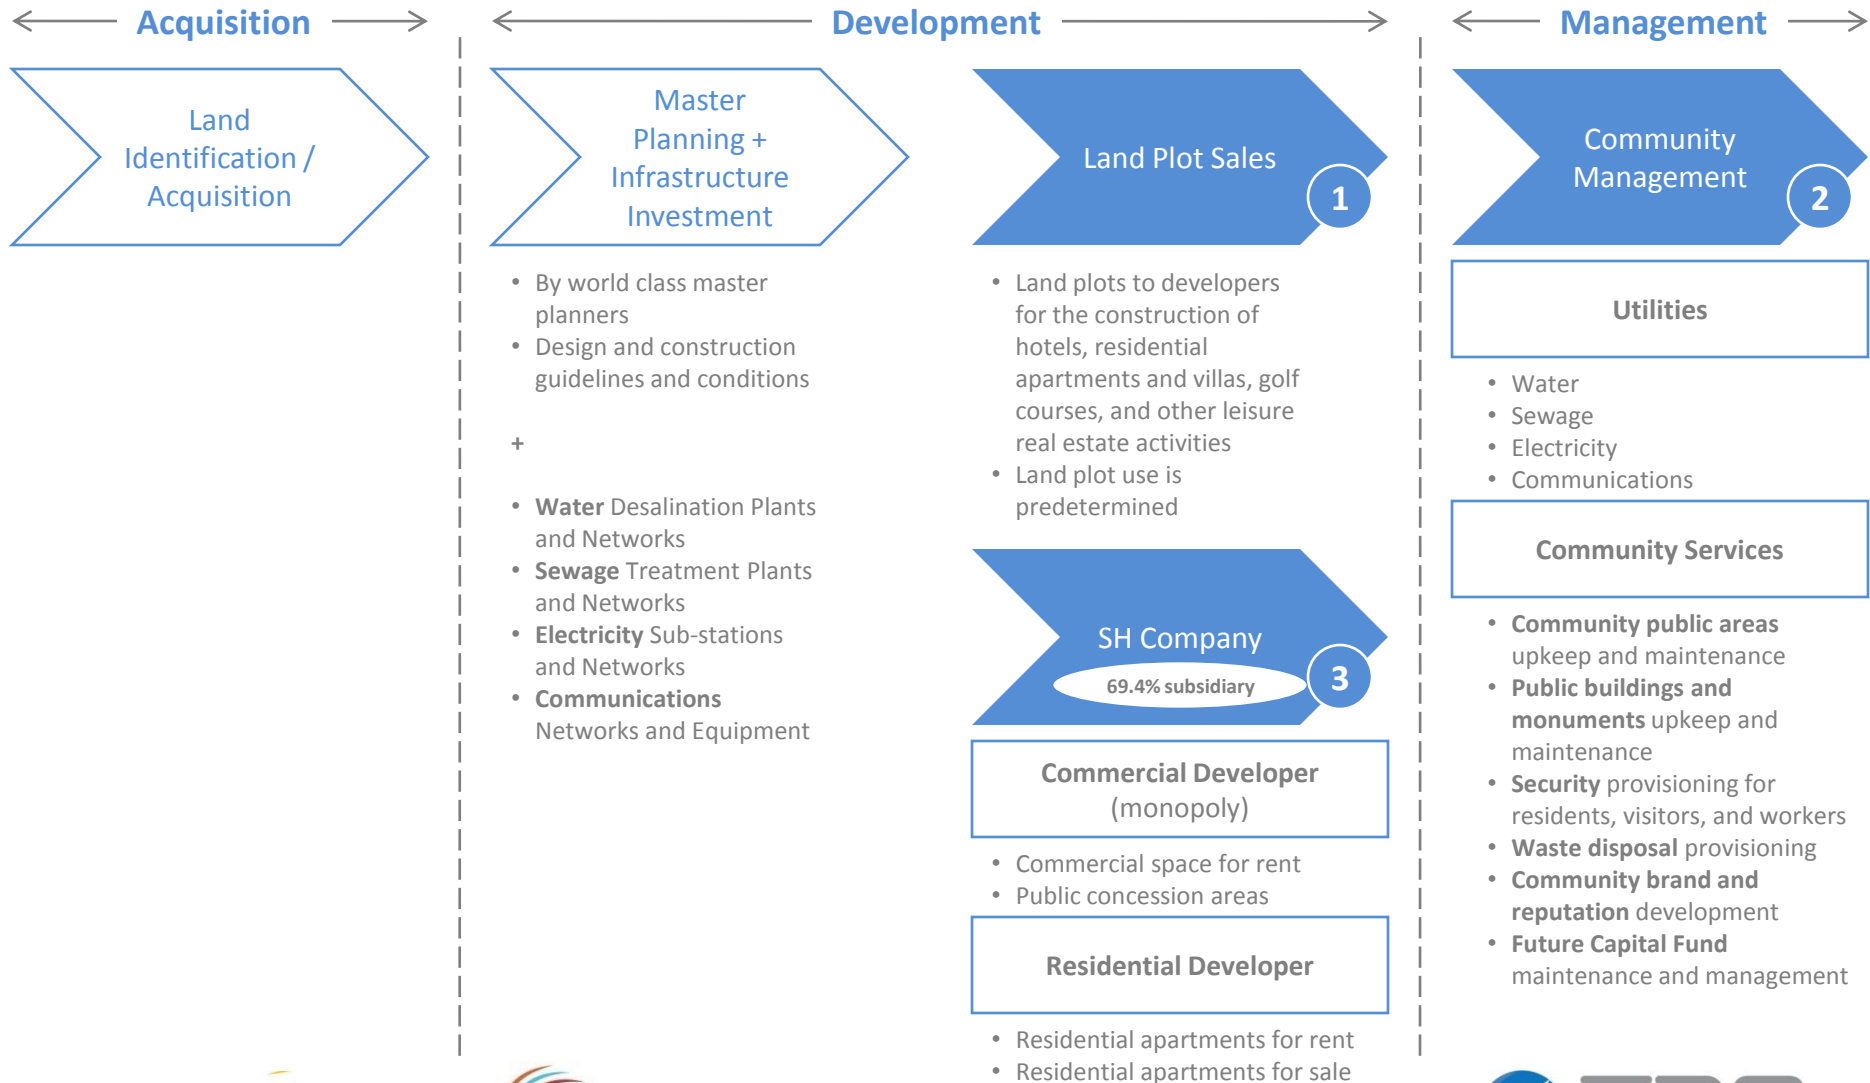 Acquisition
Development
Management
Land
Identification /
Acquisition
Master
Planning +
Infrastructure
Investment
• By world class master
planners
• Design and construction
guidelines and conditions
+
• Water Desalination Plants
and Networks
• Sewage Treatment Plants
and Networks
• Electricity Sub-stations
and Networks
• Communications
Networks and Equipment
Land Plot Sales
1
• Land plots to developers
for the construction of
hotels, residential
apartments and villas, golf
courses, and other leisure
real estate activities
• Land plot use is
predetermined
SH Company
69.4% subsidiary
3
Commercial Developer
(monopoly)
• Commercial space for rent
• Public concession areas
Residential Developer
• Residential apartments for rent
• Residential apartments for sale
Community
Management
2
Utilities
• Water
• Sewage
• Electricity
• Communications
Community Services
• Community public areas
upkeep and maintenance
• Public buildings and
monuments upkeep and
maintenance
• Security provisioning for
residents, visitors, and workers
• Waste disposal provisioning
• Community brand and
reputation development
• Future Capital Fund
maintenance and management